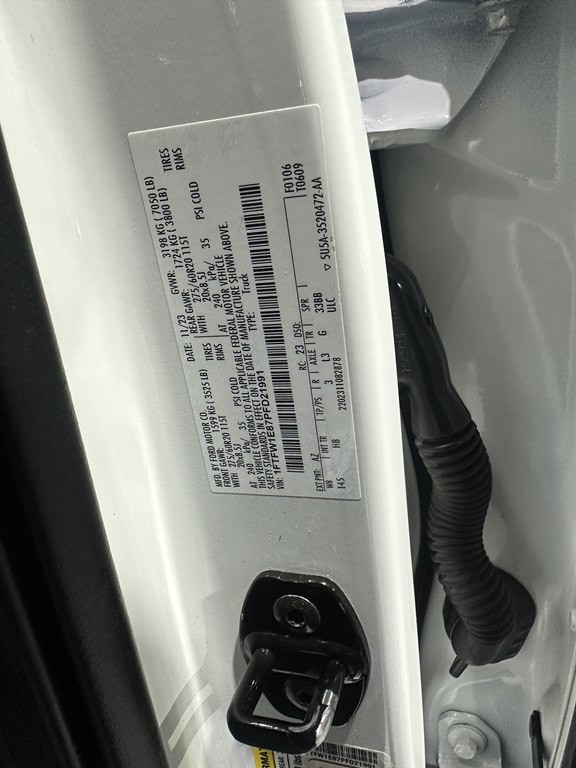 MFD. BY FORD MOTOR CO.
DATE: 11/23 GVWR: 3198 KG ( 7050 LB)
FRONT GAWR: 1599 KG ( 3525 LB) REAR GAWR: 1724 KG ( 3800 LB)
275/60R20 115T TIRES 275/60R20 115T TIRES
WITH 20x8.5J RIMS WITH 20x8.5J RIMS
AT 240 kPa/ 35 PSI COLD AT 240 kPa/ 35 PSI COLD
THIS VEHICLE CONFORMS TO ALL APPLICABLE FEDERAL MOTOR VEHICLE
SAFETY STANDARDS IN EFFECT ON THE DATE OF MANUFACTURE SHOWN ABOVE.
VIN: 1FTFW1E87PFD21991 TYPE: Truck
F0106
T0609
EXT PNT: AZ RC: 23 DSO:
WB INT TR TP/PS R AXLE TR SPR
145 HB 3 L3 G 33BB
2202311082878 ULC
▽ 5U5A-3520472-AA
FW1E87PFD21991